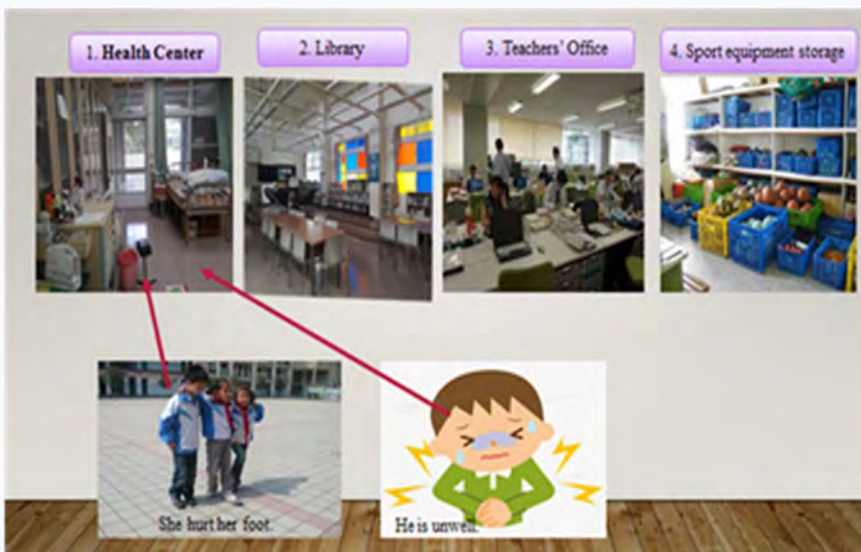 1. Health Center
2. Library
3. Teachers' Office
4. Sport equipment storage
She hurt her foot.
He is unwell.